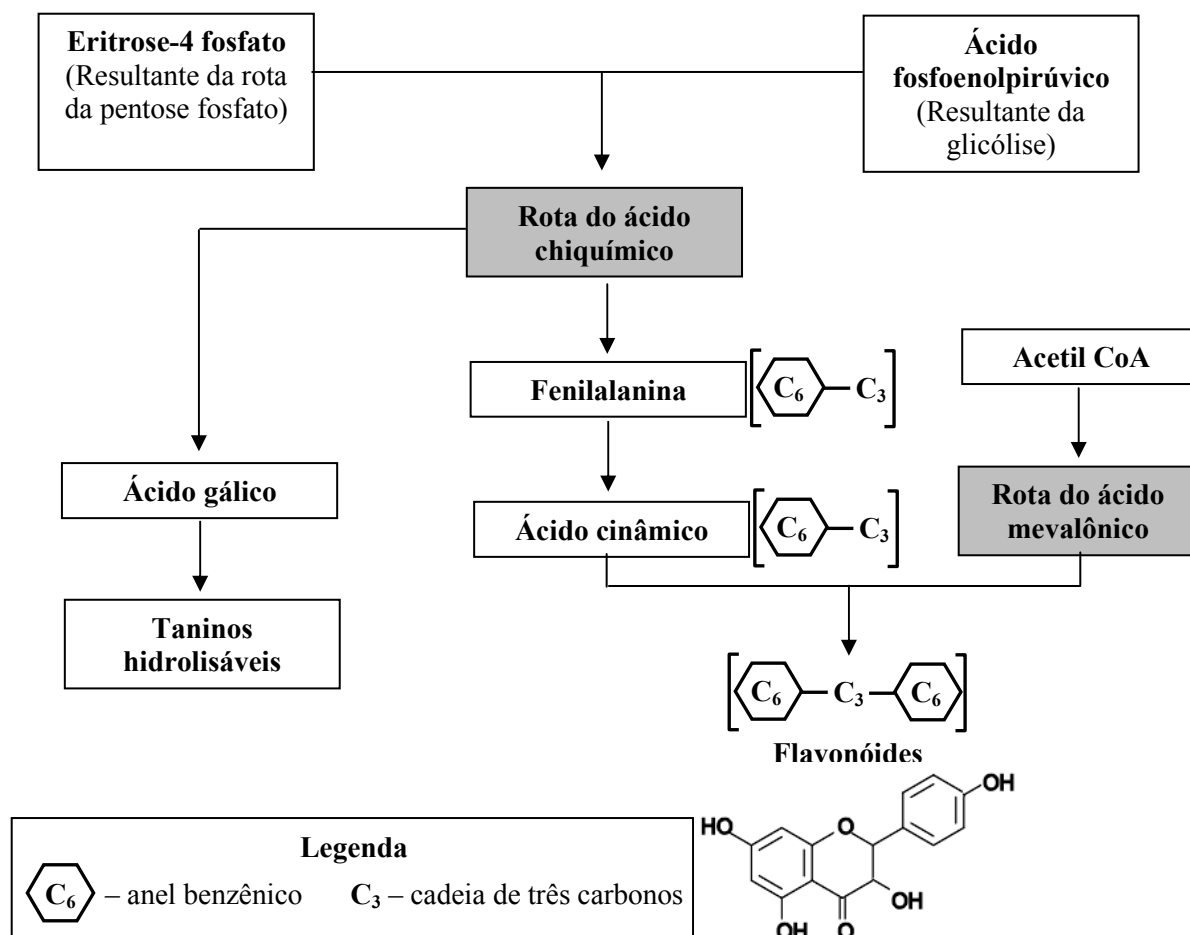 Eritrose-4 fosfato
(Resultante da rota
da pentose fosfato)
Ácido
fosfoenolpirúvico
(Resultante da
glicólise)
Rota do ácido
chiquímico
Fenilalanina
C₆ C₃
Acetil CoA
Ácido gálico
Ácido cinâmico
C₆ C₃
Rota do ácido
mevalônico
Taninos
hidrolisáveis
C₆ C₃ C₆
Flavonóides
Legenda
C₆ – anel benzênico C₃ – cadeia de três carbonos
OH
HO
O
OH
OH
O